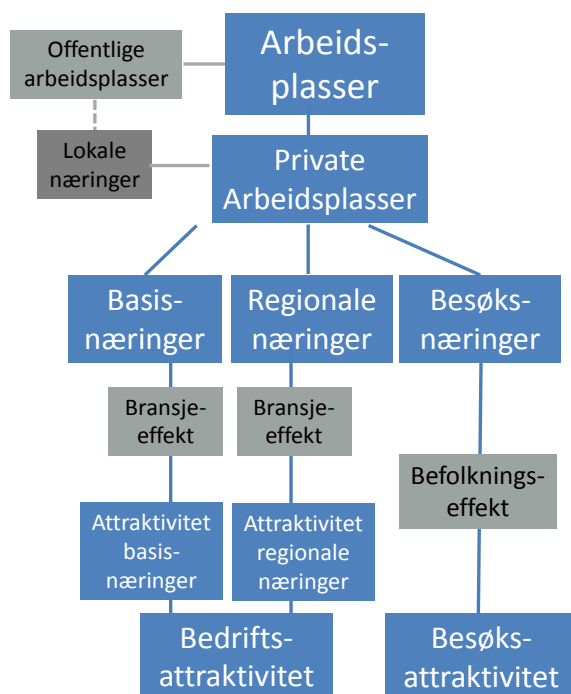 Offentlige
arbeidsplasser
Arbeids-
plasser
Lokale
næringer
Private
Arbeidsplasser
Basis-
næringer
Regionale
næringer
Besøks-
næringer
Bransje-
effekt
Bransje-
effekt
Befolknings-
effekt
Attraktivitet
basis-
næringer
Attraktivitet
regionale
næringer
Bedrifts-
attraktivitet
Besøks-
attraktivitet